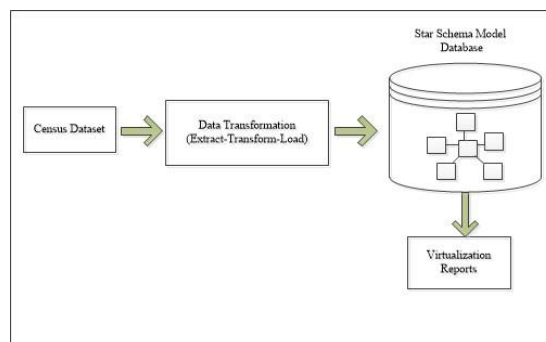 Star Schema Model
Database
Census Dataset
Data Transformation
(Extract-Transform-Load)
Virtualization
Reports